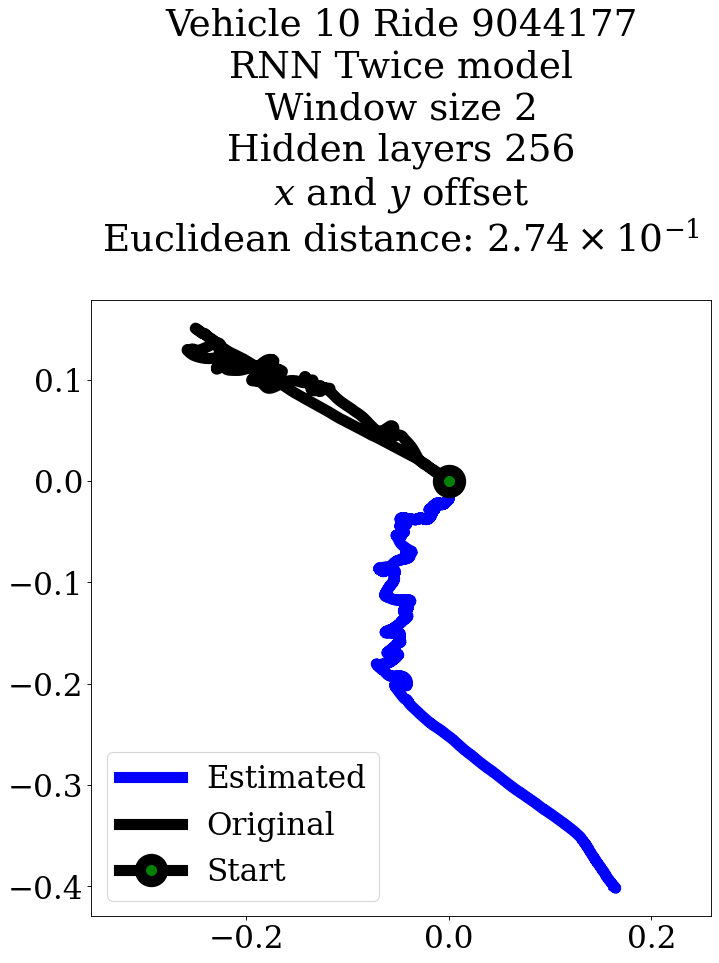 Vehicle 10 Ride 9044177
RNN Twice model
Window size 2
Hidden layers 256
x and y offset
Euclidean distance: 2.74 × 10⁻¹
0.1
0.0
−0.1
−0.2
−0.3
−0.4
Estimated
Original
Start
−0.2 0.0 0.2